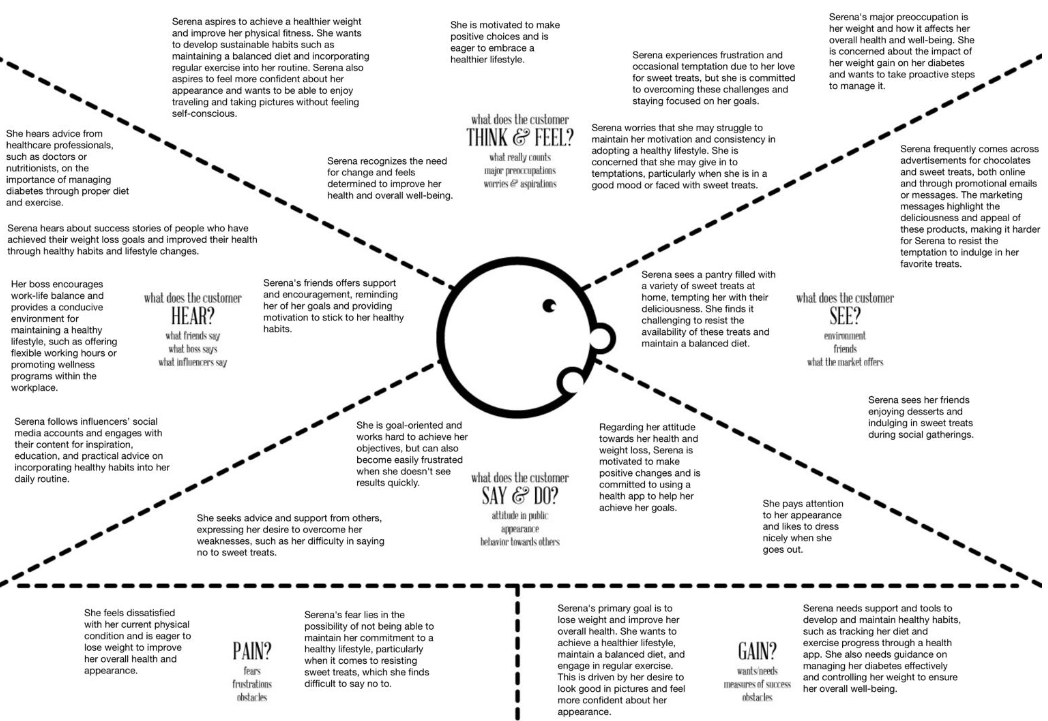 Serena aspires to achieve a healthier weight
and improve her physical fitness. She wants
to develop sustainable habits such as
maintaining a balanced diet and incorporating
regular exercise into her routine. Serena also
aspires to feel more confident about her
appearance and wants to be able to enjoy
traveling and taking pictures without feeling
self-conscious.
She is motivated to make
positive choices and is
eager to embrace a
healthier lifestyle.
Serena experiences frustration and
occasional temptation due to her love
for sweet treats, but she is committed
to overcoming these challenges and
staying focused on her goals.
Serena's major preoccupation is
her weight and how it affects her
overall health and well-being. She
is concerned about the impact of
her weight gain on her diabetes
and wants to take proactive steps
to manage it.
Serena recognizes the need
for change and feels
determined to improve her
health and overall well-being.
what does the customer
THINK & FEEL?
what really counts
major preoccupations
worries & aspirations
Serena worries that she may struggle to
maintain her motivation and consistency in
adopting a healthy lifestyle. She is
concerned that she may give in to
temptations, particularly when she is in a
good mood or faced with sweet treats.
She hears advice from
healthcare professionals,
such as doctors or
nutritionists, on the
importance of managing
diabetes through proper diet
and exercise.
Serena hears about success stories of people who have
achieved their weight loss goals and improved their health
through healthy habits and lifestyle changes.
Her boss encourages
work-life balance and
provides a conducive
environment for
maintaining a healthy
lifestyle, such as offering
flexible working hours or
promoting wellness
programs within the
workplace.
what does the customer
HEAR?
what friends say
what boss says
what influencers say
Serena's friends offers support
and encouragement, reminding
her of her goals and providing
motivation to stick to her healthy
habits.
Serena follows influencers' social
media accounts and engages with
their content for inspiration,
education, and practical advice on
incorporating healthy habits into her
daily routine.
Serena frequently comes across
advertisements for chocolates
and sweet treats, both online
and through promotional emails
or messages. The marketing
messages highlight the
deliciousness and appeal of
these products, making it harder
for Serena to resist the
temptation to indulge in her
favorite treats.
Serena sees a pantry filled with
a variety of sweet treats at
home, tempting her with their
deliciousness. She finds it
challenging to resist the
availability of these treats and
maintain a balanced diet.
what does the customer
SEE?
environment
friends
what the market offers
Serena sees her friends
enjoying desserts and
indulging in sweet treats
during social gatherings.
She is goal-oriented and
works hard to achieve her
objectives, but can also
become easily frustrated
when she doesn't see
results quickly.
She seeks advice and support from others,
expressing her desire to overcome her
weaknesses, such as her difficulty in saying
no to sweet treats.
what does the customer
SAY & DO?
attitude in public
appearance
behavior towards others
Regarding her attitude
towards her health and
weight loss, Serena is
motivated to make
positive changes and is
committed to using a
health app to help her
achieve her goals.
She pays attention
to her appearance
and likes to dress
nicely when she
goes out.
She feels dissatisfied
with her current physical
condition and is eager to
lose weight to improve
her overall health and
appearance.
PAIN?
fears
frustrations
obstacles
Serena's fear lies in the
possibility of not being able to
maintain her commitment to a
healthy lifestyle, particularly
when it comes to resisting
sweet treats, which she finds
difficult to say no to.
Serena's primary goal is to
lose weight and improve her
overall health. She wants to
achieve a healthier lifestyle,
maintain a balanced diet, and
engage in regular exercise.
This is driven by her desire to
look good in pictures and feel
more confident about her
appearance.
GAIN?
wants/needs
measures of success
obstacles
Serena needs support and tools to
develop and maintain healthy habits,
such as tracking her diet and
exercise progress through a health
app. She also needs guidance on
managing her diabetes effectively
and controlling her weight to ensure
her overall well-being.